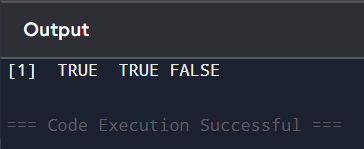 Output
[1]  TRUE  TRUE FALSE
=== Code Execution Successful ===